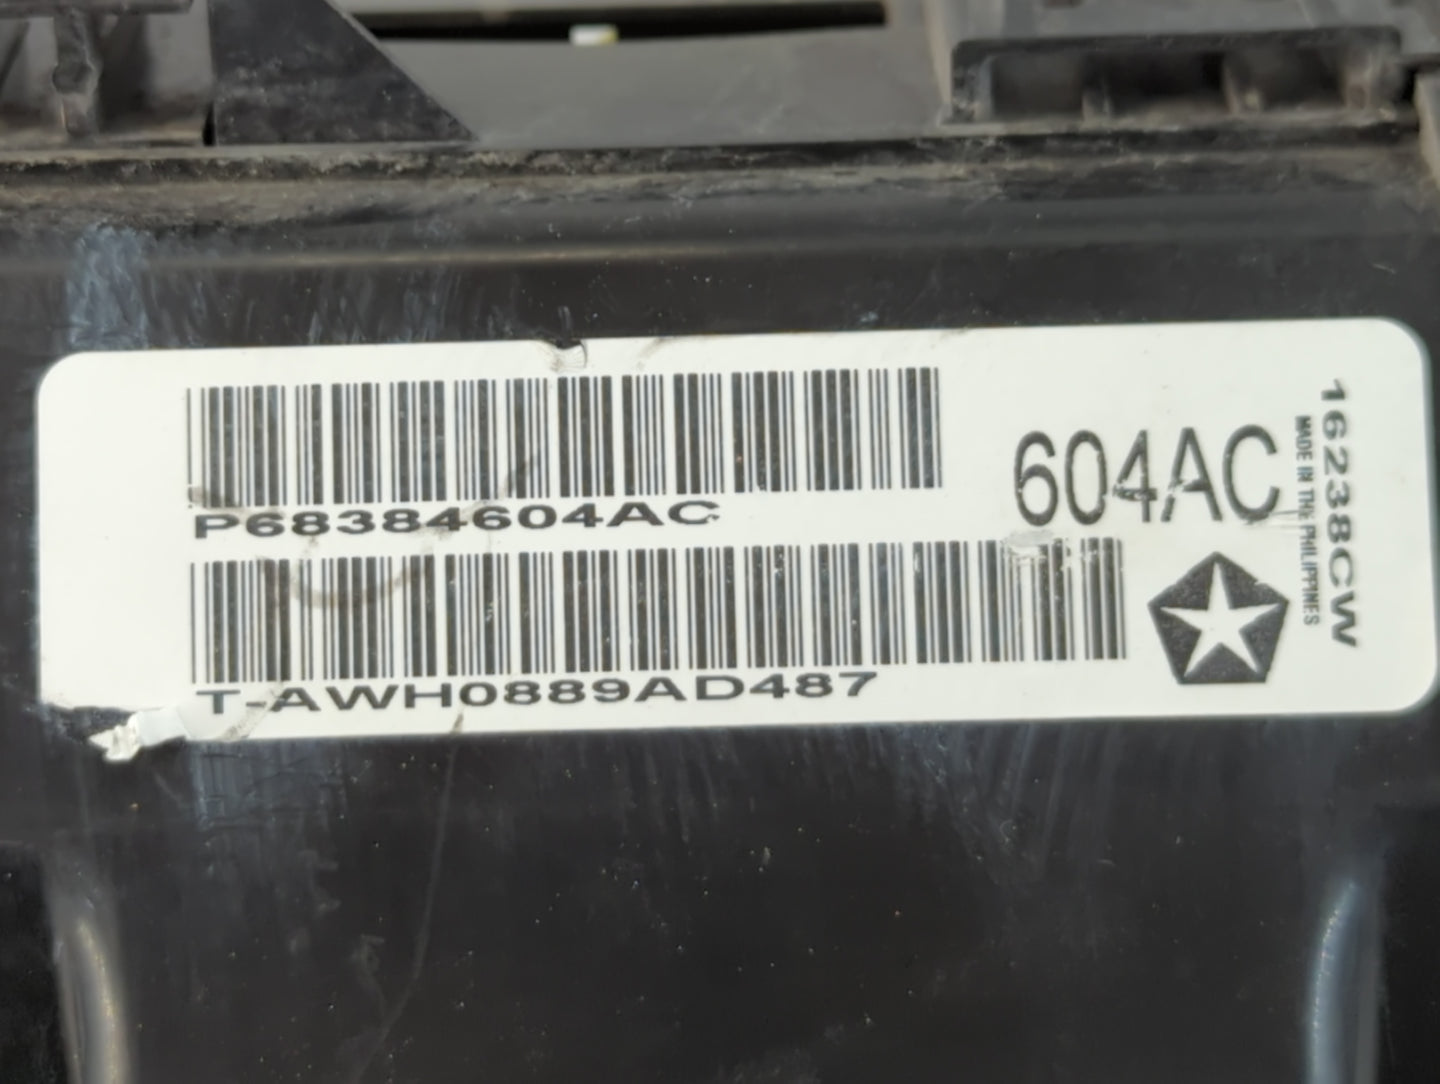 P68384604AC
604AC
T-AWH0889AD487
16238CW
MADE IN THE PHILIPPINES